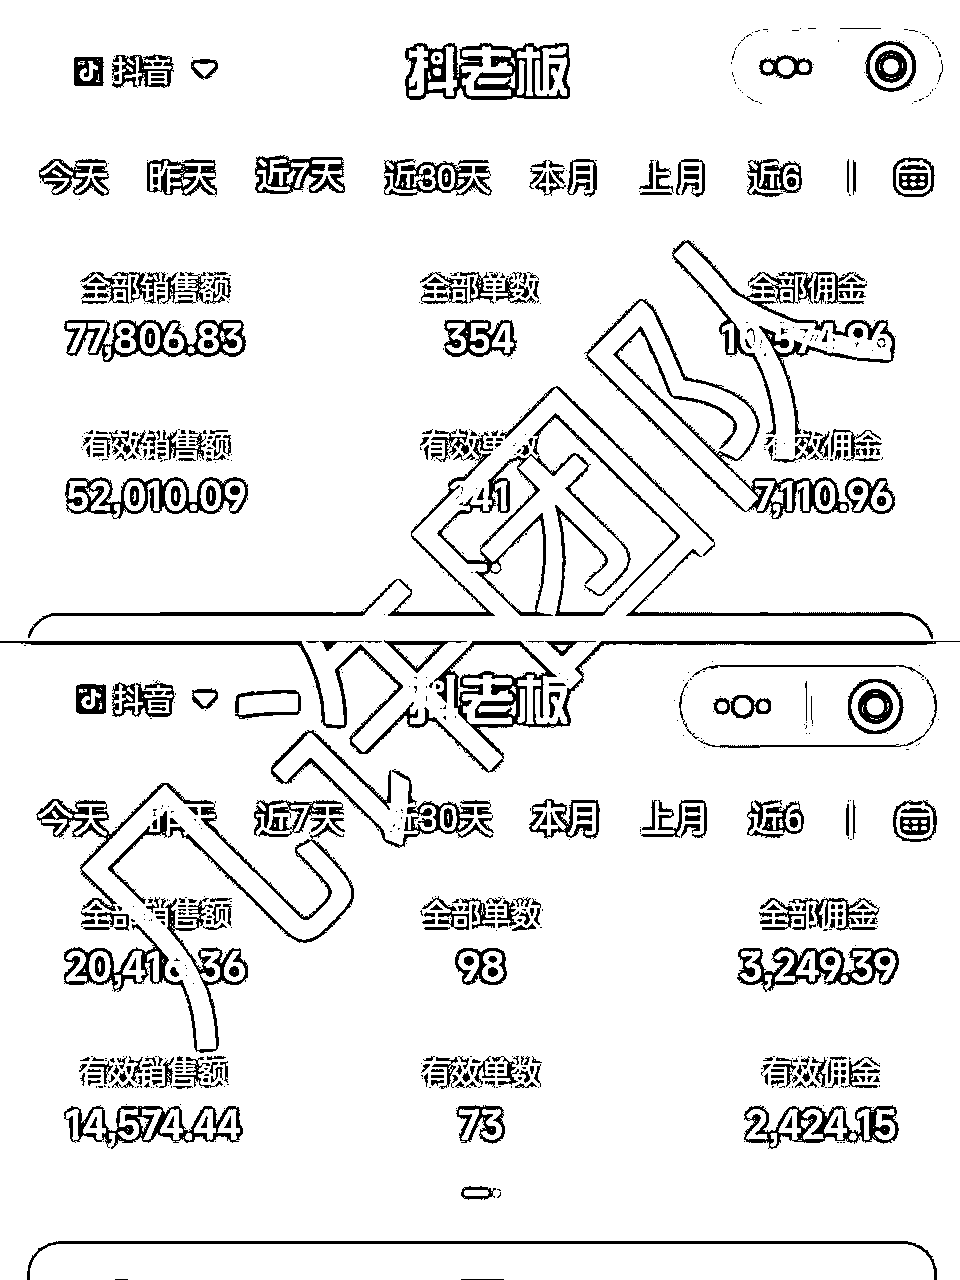 抖音 抖老板
今天 昨天 近7天 近30天 本月 上月 近6
全部销售额 全部单数 全部佣金
77,806.83 354 10,574.96
有效销售额 有效单数 有效佣金
52,010.09 241 7,110.96
抖音 抖老板
今天 昨天 近7天 近30天 本月 上月 近6
全部销售额 全部单数 全部佣金
20,416.36 98 3,249.39
有效销售额 有效单数 有效佣金
14,574.44 73 2,424.15